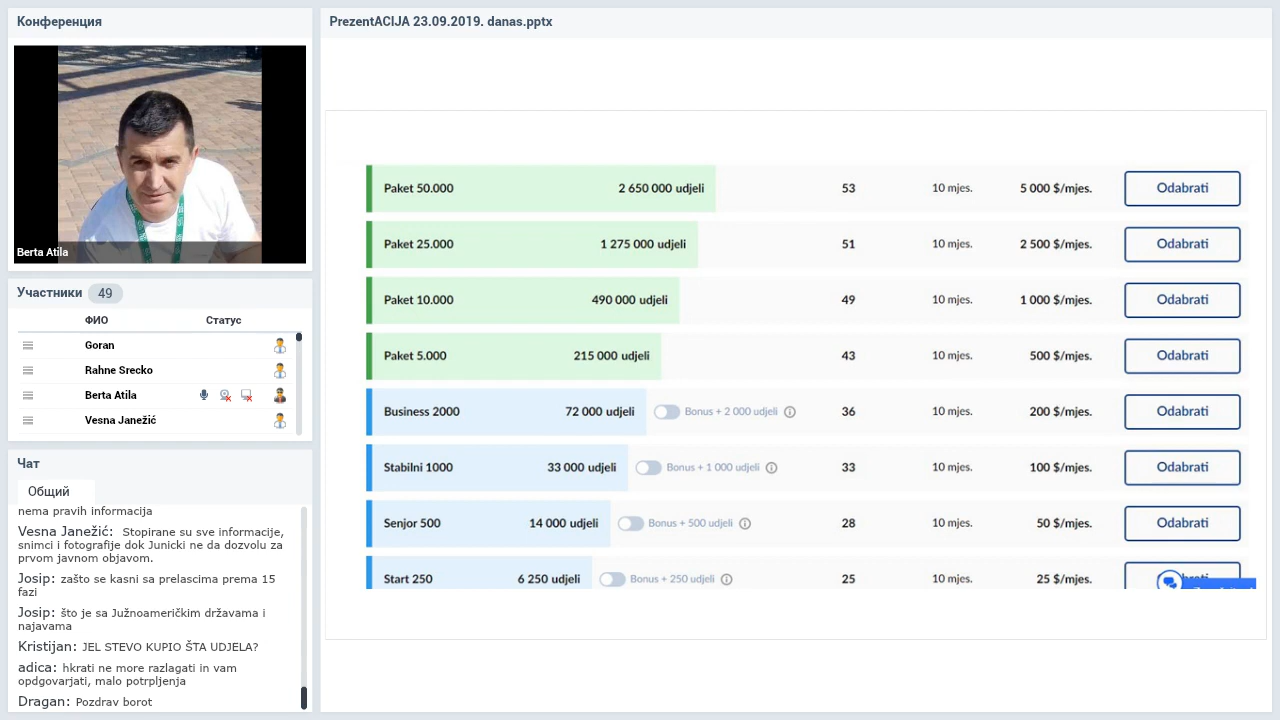 Конференция
Berta Atila
Участники 49
ФИО Статус
Goran
Rahne Srecko
Berta Atila
Vesna Janežić
Чат
Общий
nema pravih informacija
Vesna Janežić: Stopirane su sve informacije,
snimci i fotografije dok Junicki ne da dozvolu za
prvom javnom objavom.
Josip: zašto se kasni sa prelascima prema 15
fazi
Josip: što je sa Južnoameričkim državama i
najavama
Kristijan: JEL STEVO KUPIO ŠTA UDJELA?
adica: hkrati ne more razlagati in vam
opdgovarjati, malo potrpljenja
Dragan: Pozdrav borot
PrezentACIJA 23.09.2019. danas.pptx
Paket 50.000 2 650 000 udjeli 53 10 mjes. 5 000 $/mjes. Odabrati
Paket 25.000 1 275 000 udjeli 51 10 mjes. 2 500 $/mjes. Odabrati
Paket 10.000 490 000 udjeli 49 10 mjes. 1 000 $/mjes. Odabrati
Paket 5.000 215 000 udjeli 43 10 mjes. 500 $/mjes. Odabrati
Business 2000 72 000 udjeli Bonus + 2 000 udjeli 36 10 mjes. 200 $/mjes. Odabrati
Stabilni 1000 33 000 udjeli Bonus + 1 000 udjeli 33 10 mjes. 100 $/mjes. Odabrati
Senjor 500 14 000 udjeli Bonus + 500 udjeli 28 10 mjes. 50 $/mjes. Odabrati
Start 250 6 250 udjeli Bonus + 250 udjeli 25 10 mjes. 25 $/mjes.